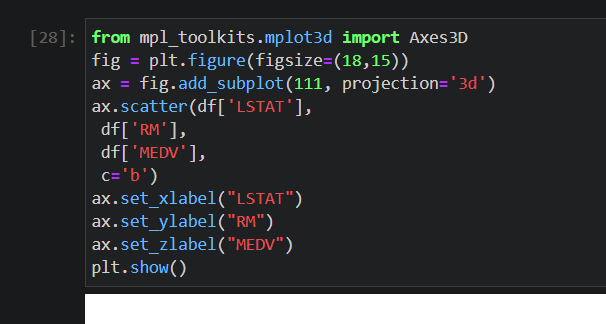 [28]: from mpl_toolkits.mplot3d import Axes3D
fig = plt.figure(figsize=(18,15))
ax = fig.add_subplot(111, projection='3d')
ax.scatter(df['LSTAT'],
 df['RM'],
 df['MEDV'],
 c='b')
ax.set_xlabel("LSTAT")
ax.set_ylabel("RM")
ax.set_zlabel("MEDV")
plt.show()